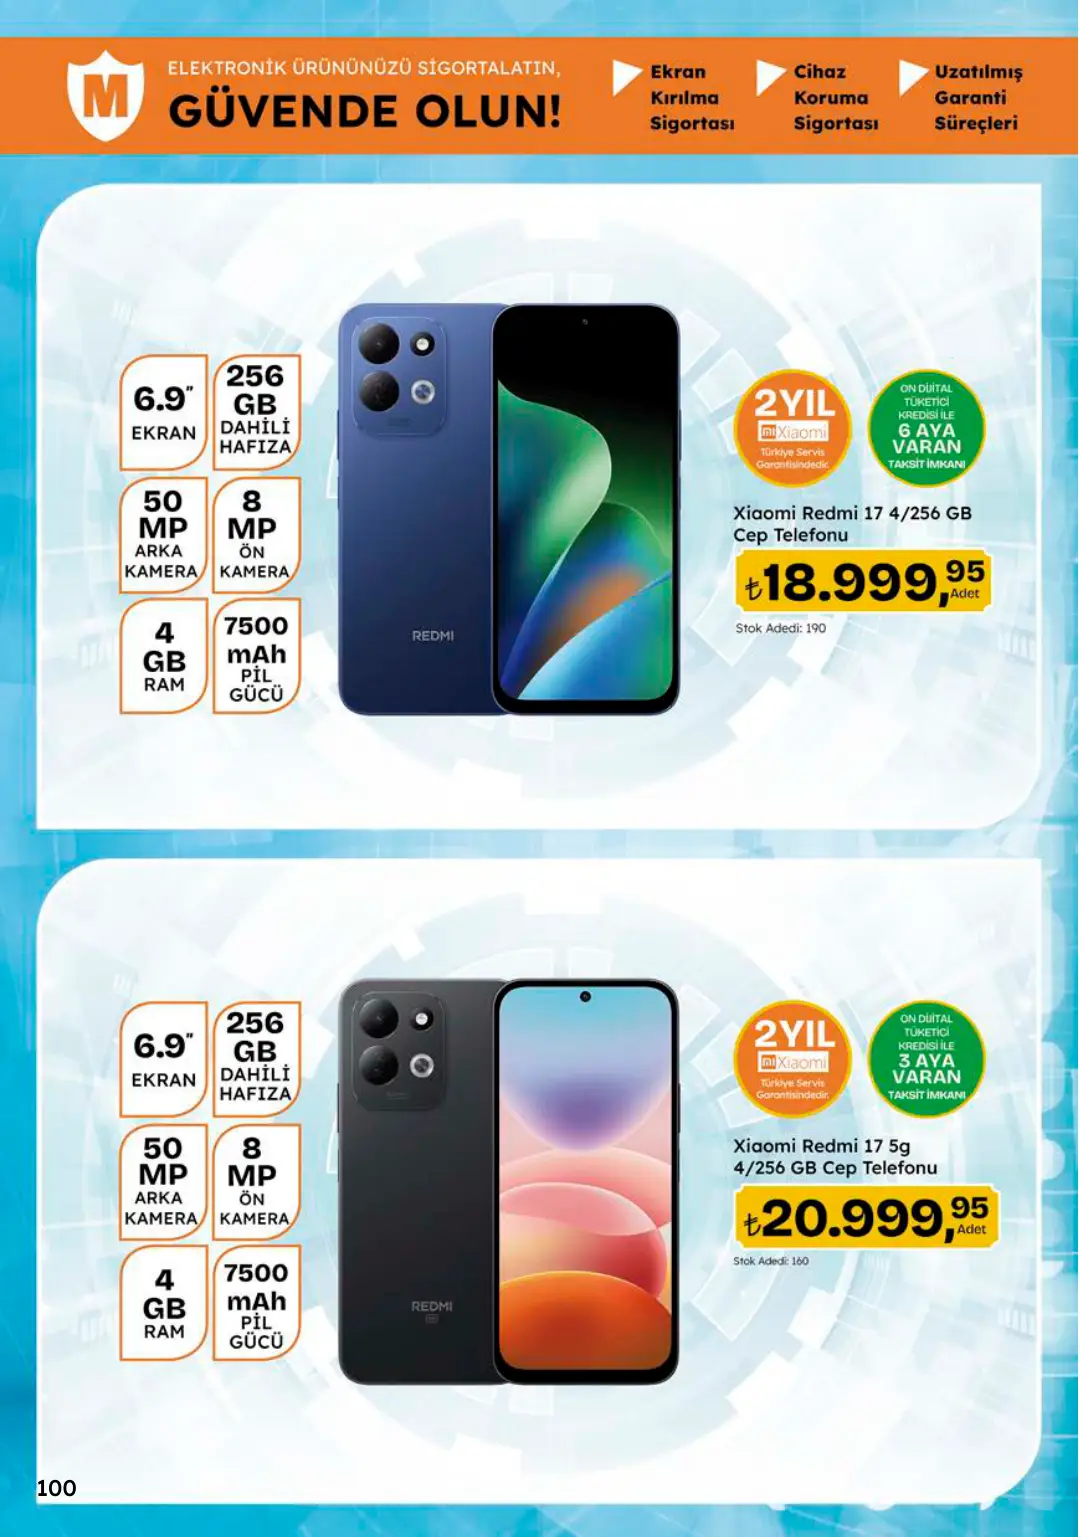 M
ELEKTRONİK ÜRÜNÜNÜZÜ SİGORTALATIN,
GÜVENDE OLUN!
Ekran
Kırılma
Sigortası
Cihaz
Koruma
Sigortası
Uzatılmış
Garanti
Süreçleri
6.9"
EKRAN
256
GB
DAHİLİ
HAFIZA
50
MP
ARKA
KAMERA
8
MP
ÖN
KAMERA
4
GB
RAM
7500
mAh
PİL
GÜCÜ
REDMI
2 YIL
mi Xiaomi
Türkiye Servis
Garantisindedir.
ON DİJİTAL
TÜKETİCİ
KREDİSİ İLE
6 AYA
VARAN
TAKSİT İMKANI
Xiaomi Redmi 17 4/256 GB
Cep Telefonu
₺18.999,95
Adet
Stok Adedi: 190
6.9"
EKRAN
256
GB
DAHİLİ
HAFIZA
50
MP
ARKA
KAMERA
8
MP
ÖN
KAMERA
4
GB
RAM
7500
mAh
PİL
GÜCÜ
REDMI
2 YIL
mi Xiaomi
Türkiye Servis
Garantisindedir.
ON DİJİTAL
TÜKETİCİ
KREDİSİ İLE
3 AYA
VARAN
TAKSİT İMKANI
Xiaomi Redmi 17 5g
4/256 GB Cep Telefonu
₺20.999,95
Adet
Stok Adedi: 160
100